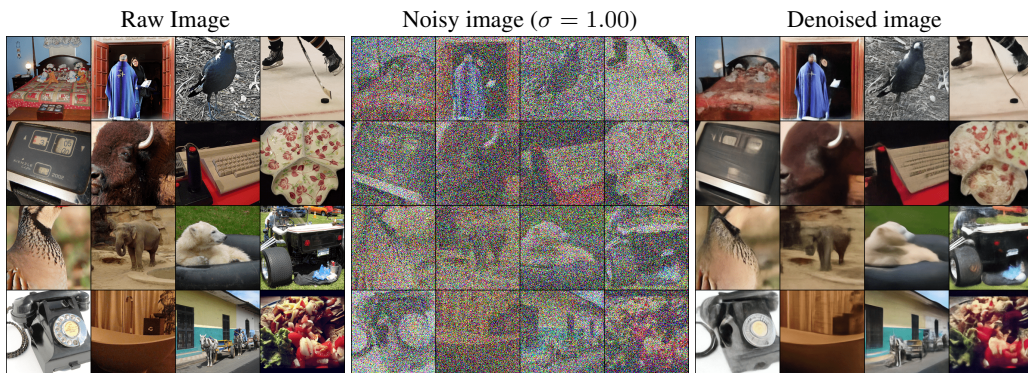 Raw Image
Noisy image (σ = 1.00)
Denoised image